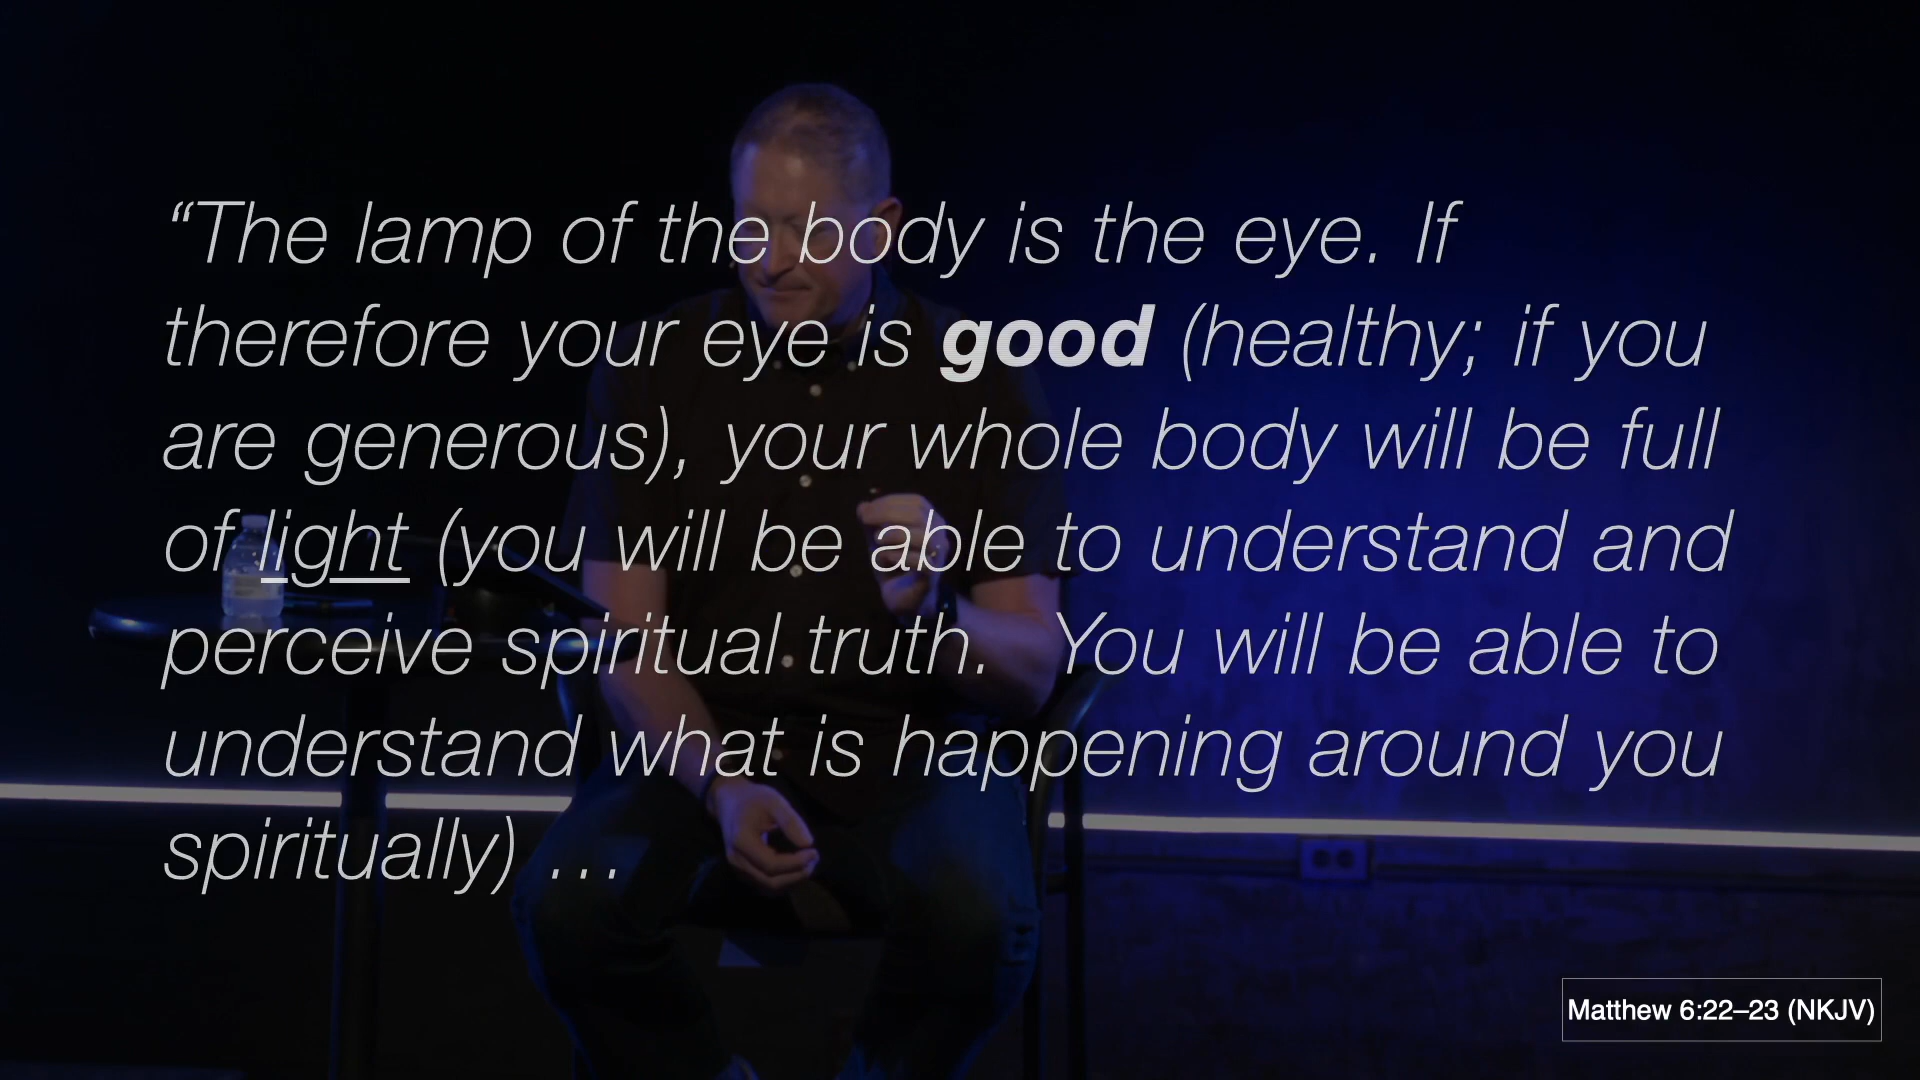 “The lamp of the body is the eye. If
therefore your eye is good (healthy; if you
are generous), your whole body will be full
of light (you will be able to understand and
perceive spiritual truth.  You will be able to
understand what is happening around you
spiritually) …
Matthew 6:22–23 (NKJV)